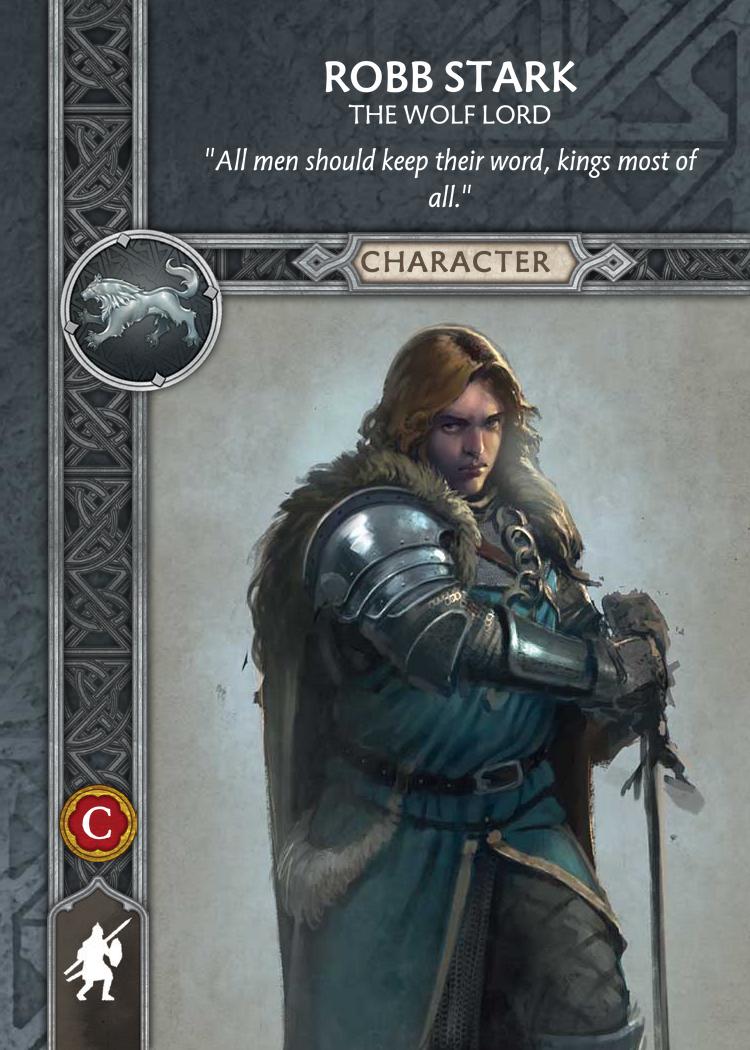 ROBB STARK
THE WOLF LORD
"All men should keep their word, kings most of
all."
CHARACTER
C